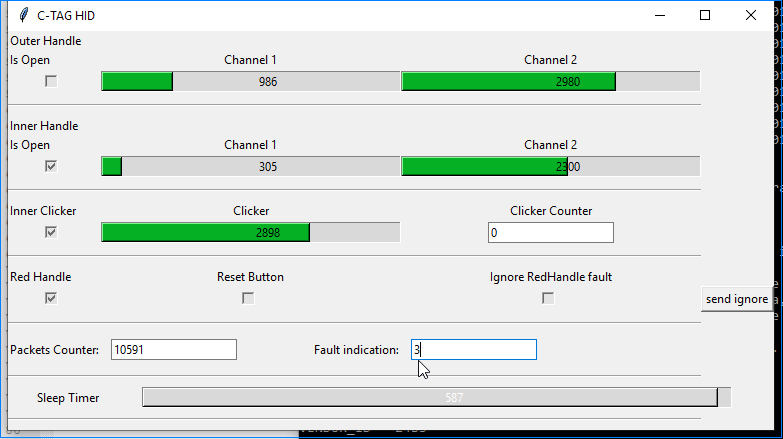 C-TAG HID
Outer Handle
Is Open Channel 1 Channel 2
986 2980
Inner Handle
Is Open Channel 1 Channel 2
305 2300
Inner Clicker Clicker Clicker Counter
2898 0
Red Handle Reset Button Ignore RedHandle fault
send ignore
Packets Counter: 10591 Fault indication: 3
Sleep Timer 587